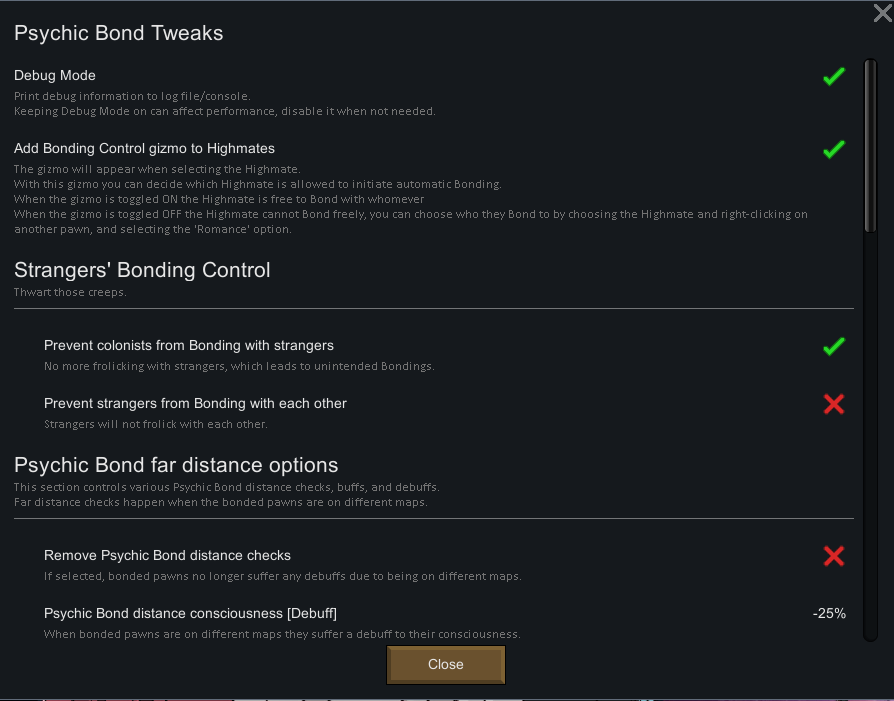 Psychic Bond Tweaks
Debug Mode
Print debug information to log file/console.
Keeping Debug Mode on can affect performance, disable it when not needed.
Add Bonding Control gizmo to Highmates
The gizmo will appear when selecting the Highmate.
With this gizmo you can decide which Highmate is allowed to initiate automatic Bonding.
When the gizmo is toggled ON the Highmate is free to Bond with whomever
When the gizmo is toggled OFF the Highmate cannot Bond freely, you can choose who they Bond to by choosing the Highmate and right-clicking on
another pawn, and selecting the 'Romance' option.
Strangers' Bonding Control
Thwart those creeps.
Prevent colonists from Bonding with strangers
No more frolicking with strangers, which leads to unintended Bondings.
Prevent strangers from Bonding with each other
Strangers will not frolick with each other.
Psychic Bond far distance options
This section controls various Psychic Bond distance checks, buffs, and debuffs.
Far distance checks happen when the bonded pawns are on different maps.
Remove Psychic Bond distance checks
If selected, bonded pawns no longer suffer any debuffs due to being on different maps.
Psychic Bond distance consciousness [Debuff] -25%
When bonded pawns are on different maps they suffer a debuff to their consciousness.
Close